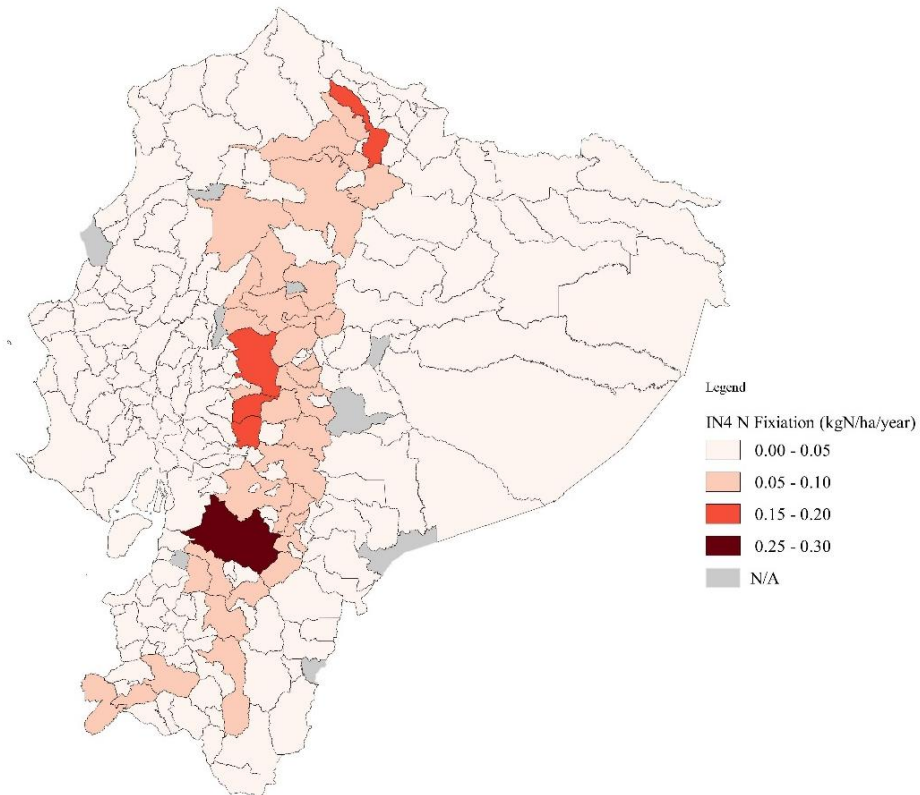 Legend
IN4 N Fixiation (kgN/ha/year)
0.00 - 0.05
0.05 - 0.10
0.15 - 0.20
0.25 - 0.30
N/A